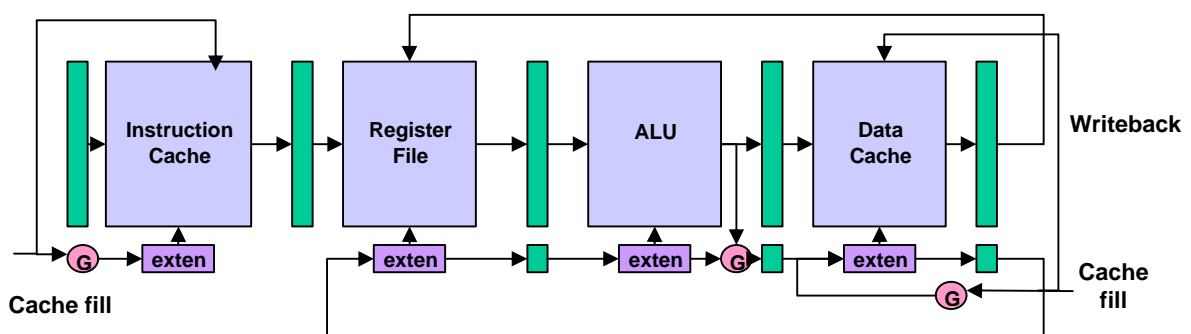 Instruction
Cache
Register
File
ALU
Data
Cache
Writeback
G
exten
exten
exten
G
exten
G
Cache fill
Cache
fill